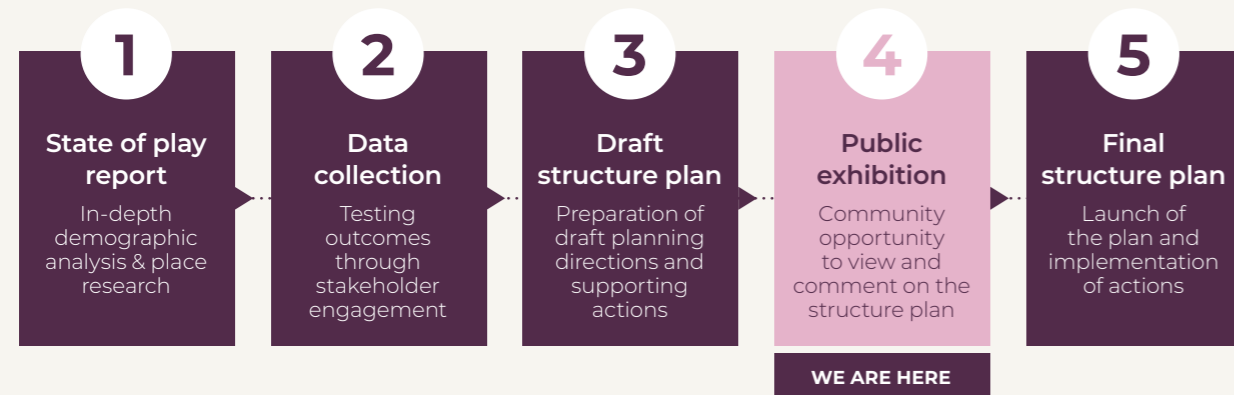 1
State of play
report
In-depth
demographic
analysis & place
research
2
Data
collection
Testing
outcomes
through
stakeholder
engagement
3
Draft
structure plan
Preparation of
draft planning
directions and
supporting
actions
4
Public
exhibition
Community
opportunity
to view and
comment on the
structure plan
WE ARE HERE
5
Final
structure plan
Launch of
the plan and
implementation
of actions